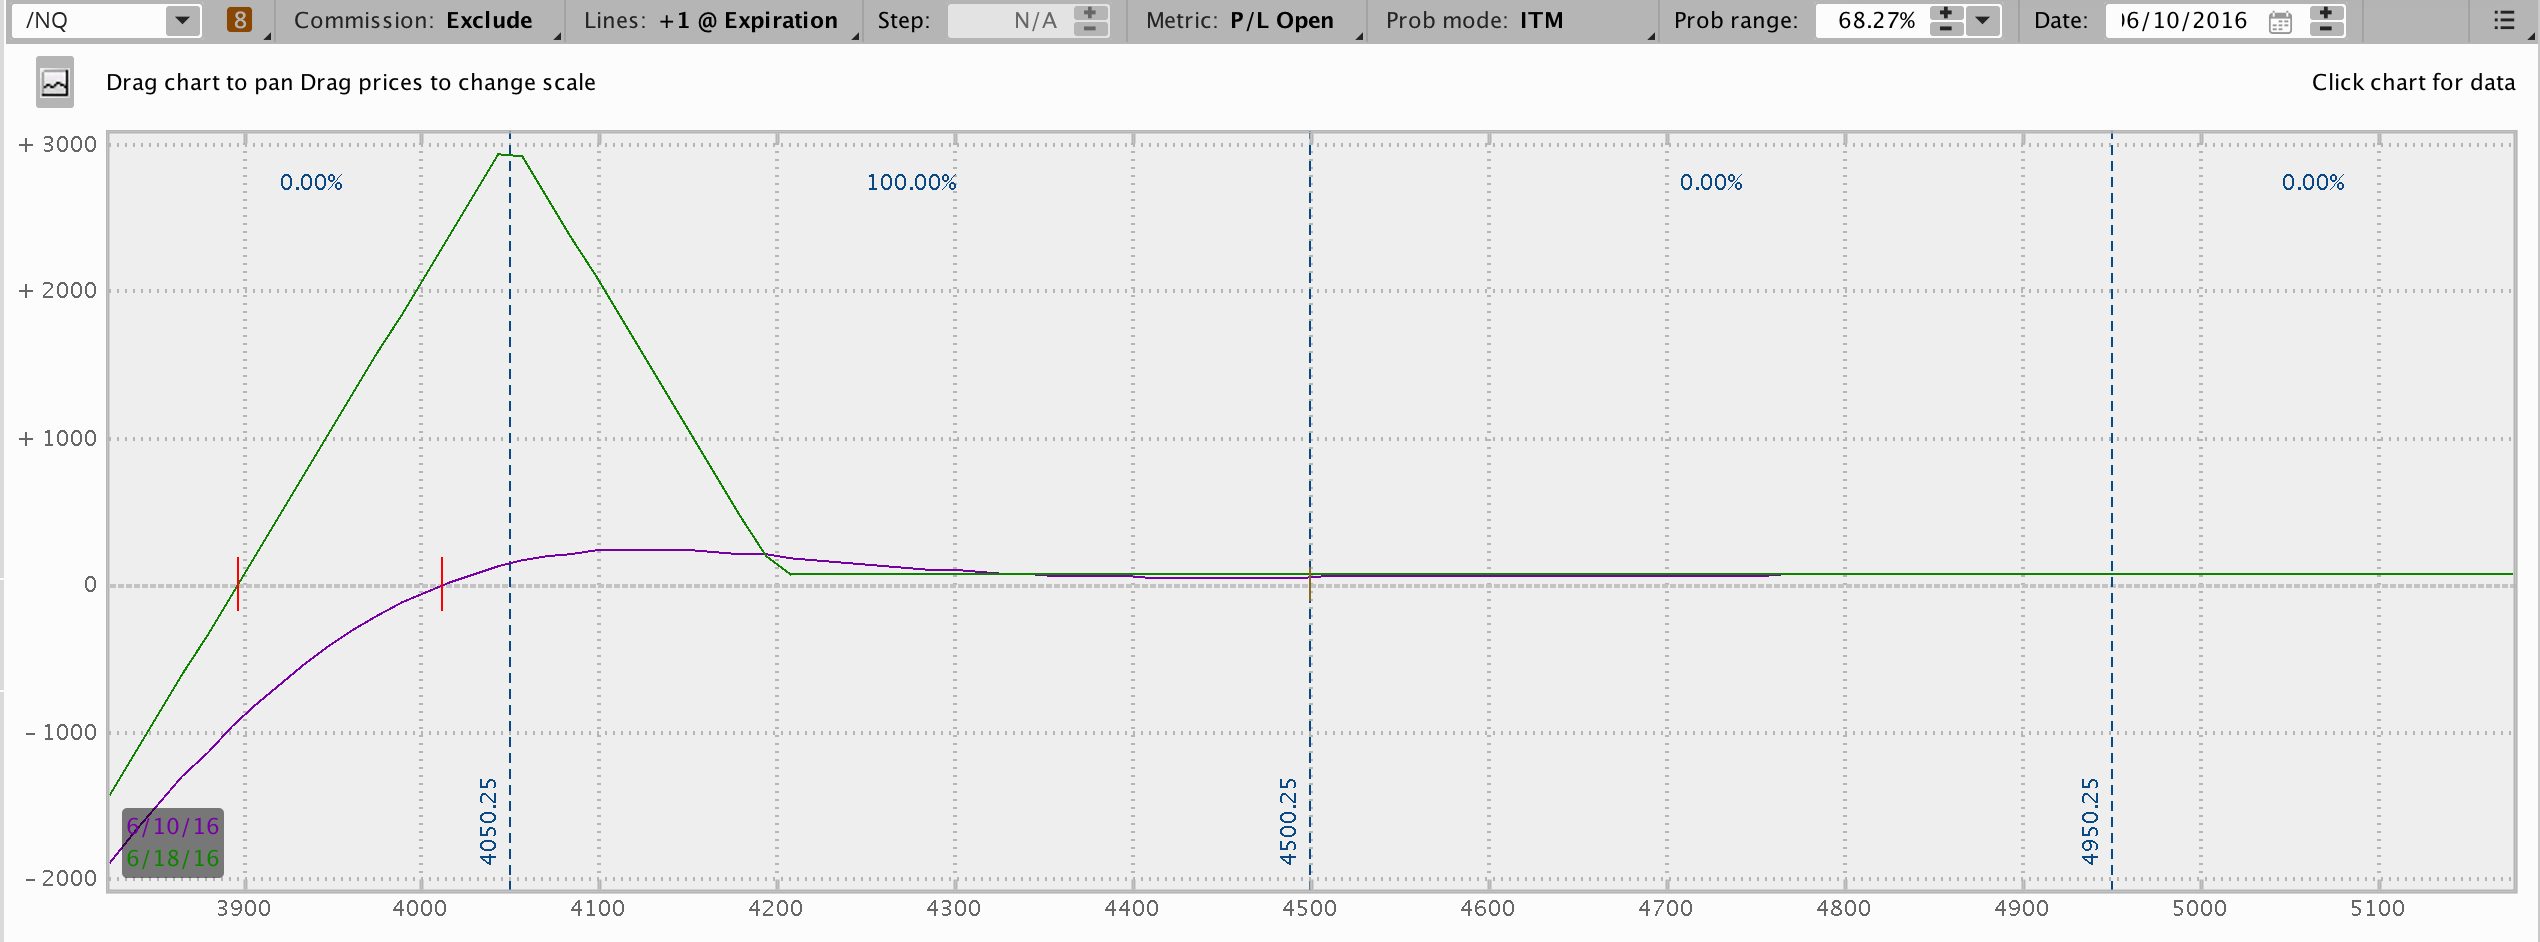 /NQ 8 Commission: Exclude Lines: +1 @ Expiration Step: N/A Metric: P/L Open Prob mode: ITM Prob range: 68.27% Date: 06/10/2016
Drag chart to pan Drag prices to change scale Click chart for data
+ 3000
0.00% 100.00% 0.00% 0.00%
+ 2000
+ 1000
0
- 1000
4050.25 4500.25 4950.25
6/10/16
6/18/16
- 2000
3900 4000 4100 4200 4300 4400 4500 4600 4700 4800 4900 5000 5100